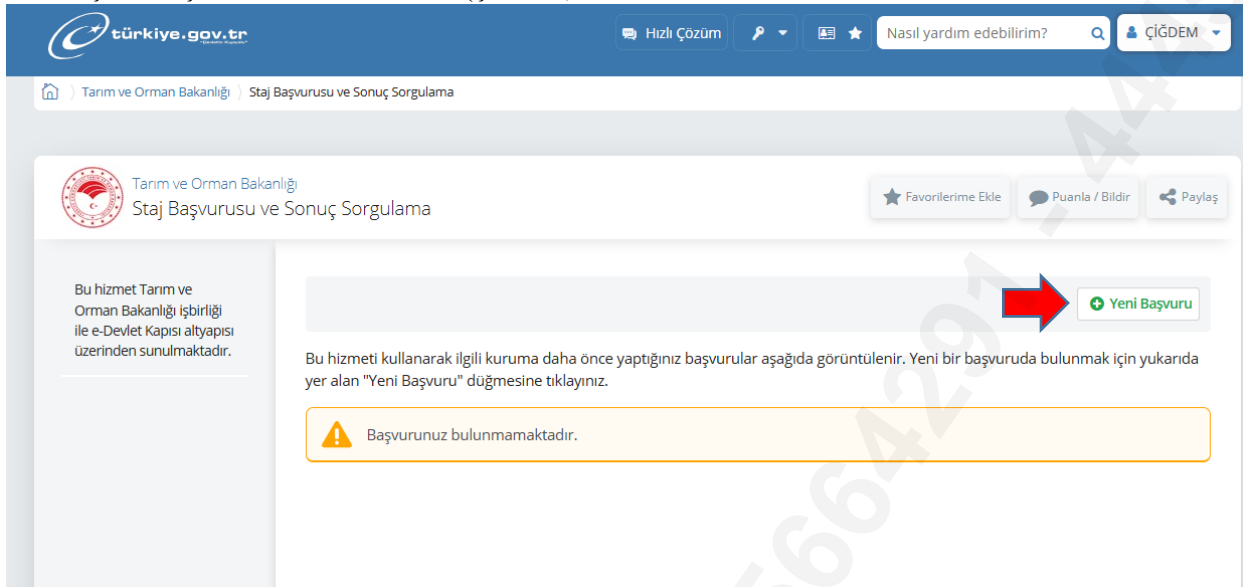 türkiye.gov.tr
Hızlı Çözüm
Nasıl yardım edebilirim?
ÇİĞDEM
Tarım ve Orman Bakanlığı
Staj Başvurusu ve Sonuç Sorgulama
Tarım ve Orman Bakanlığı
Staj Başvurusu ve Sonuç Sorgulama
Favorilerime Ekle
Puanla / Bildir
Paylaş
Bu hizmet Tarım ve
Orman Bakanlığı işbirliği
ile e-Devlet Kapısı altyapısı
üzerinden sunulmaktadır.
Yeni Başvuru
Bu hizmeti kullanarak ilgili kuruma daha önce yaptığınız başvurular aşağıda görüntülenir. Yeni bir başvuruda bulunmak için yukarıda
yer alan "Yeni Başvuru" düğmesine tıklayınız.
Başvurunuz bulunmamaktadır.